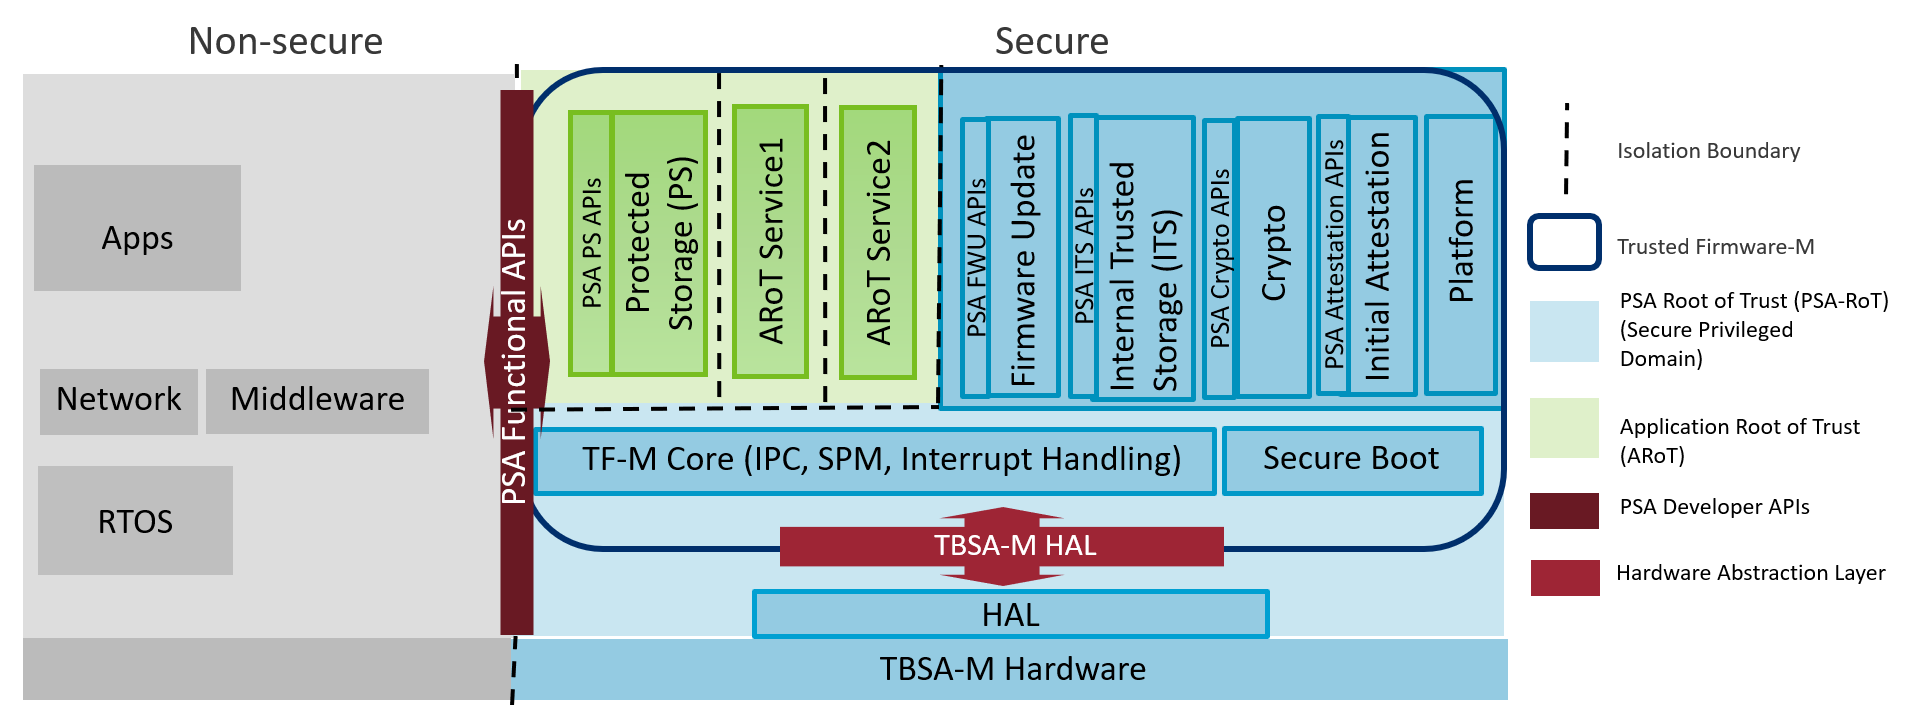 Non-secure
Secure
Apps
Network
Middleware
RTOS
PSA Functional APIs
PSA PS APIs
Protected
Storage (PS)
ARoT Service1
ARoT Service2
PSA FWU APIs
Firmware Update
PSA ITS APIs
Internal Trusted
Storage (ITS)
PSA Crypto APIs
Crypto
PSA Attestation APIs
Initial Attestation
Platform
TF-M Core (IPC, SPM, Interrupt Handling)
Secure Boot
TBSA-M HAL
HAL
TBSA-M Hardware
Isolation Boundary
Trusted Firmware-M
PSA Root of Trust (PSA-RoT)
(Secure Privileged
Domain)
Application Root of Trust
(ARoT)
PSA Developer APIs
Hardware Abstraction Layer